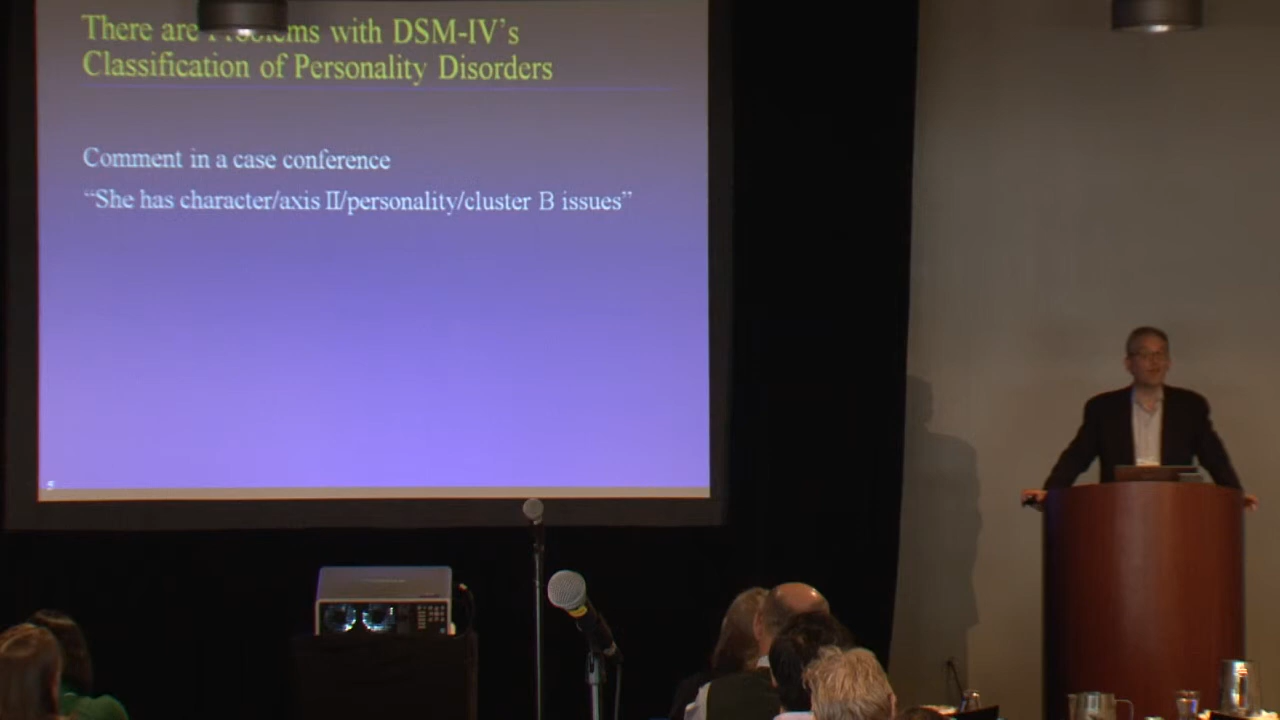 There are Problems with DSM-IV's
Classification of Personality Disorders
Comment in a case conference
“She has character/axis II/personality/cluster B issues”